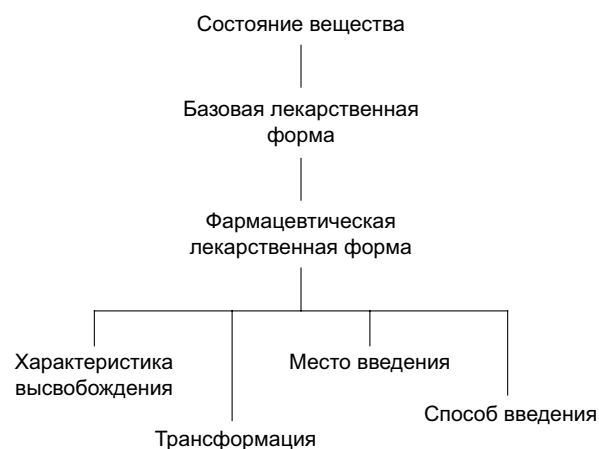 Состояние вещества
Базовая лекарственная
форма
Фармацевтическая
лекарственная форма
Характеристика
высвобождения
Место введения
Способ введения
Трансформация